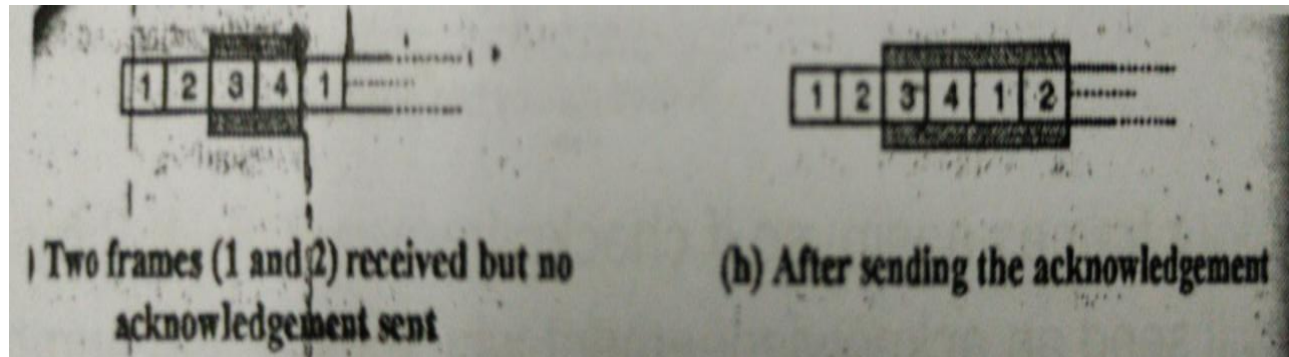 1 2 3 4 1
) Two frames (1 and 2) received but no
acknowledgement sent
1 2 3 4 1 2
(h) After sending the acknowledgement